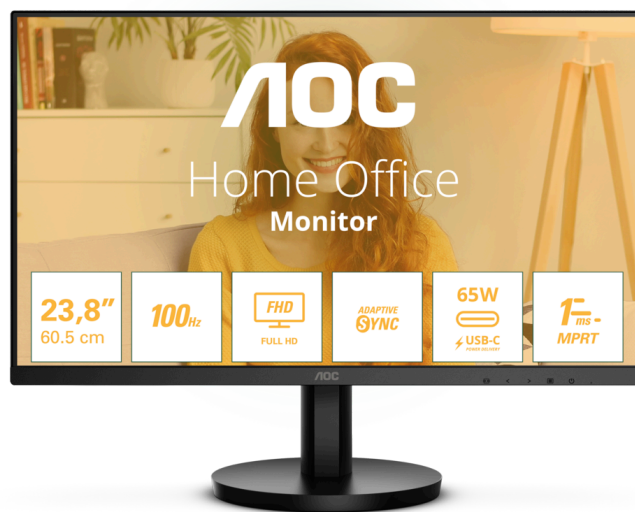 AOC
Home Office
Monitor
23,8"
60.5 cm
100Hz
FHD
FULL HD
ADAPTIVE
SYNC
65W
USB-C
POWER DELIVERY
1ms
MPRT
AOC